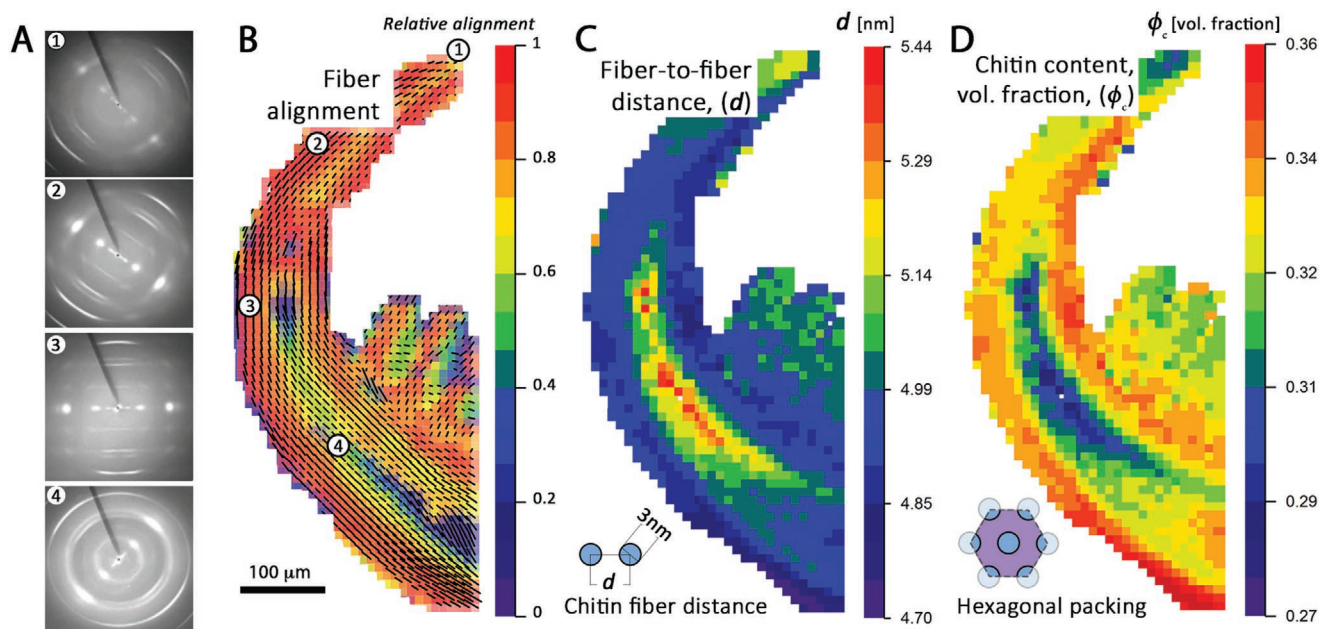 A
1
2
3
4
B
Relative alignment
Fiber
alignment
1
2
3
4
100 μm
1
0.8
0.6
0.4
0.2
0
C
d [nm]
Fiber-to-fiber
distance, (d)
5.44
5.29
5.14
4.99
4.85
4.70
3nm
d
Chitin fiber distance
D
ϕc [vol. fraction]
Chitin content,
vol. fraction, (ϕc)
0.36
0.34
0.32
0.31
0.29
0.27
Hexagonal packing